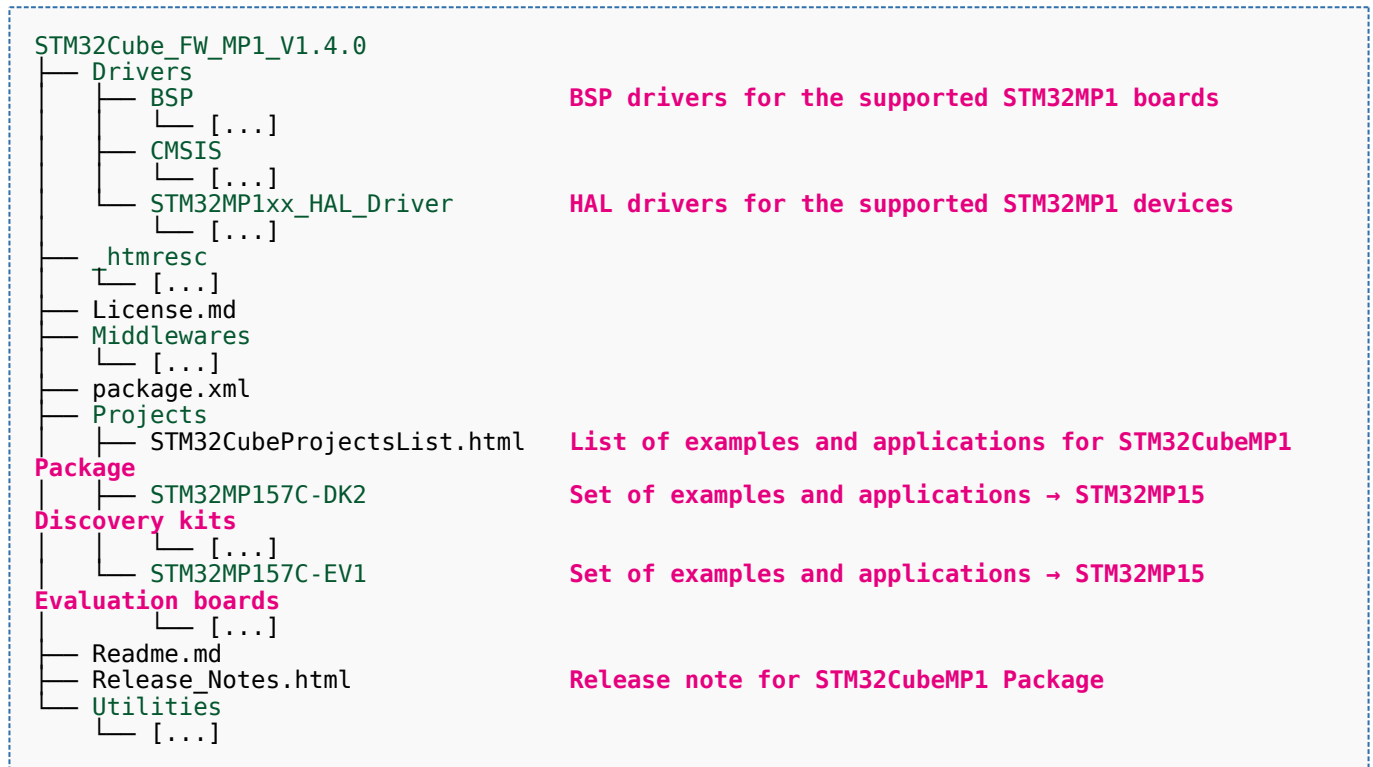 STM32Cube_FW_MP1_V1.4.0
├── Drivers
│   ├── BSP                          BSP drivers for the supported STM32MP1 boards
│   │   └── [...]
│   ├── CMSIS
│   │   └── [...]
│   └── STM32MP1xx_HAL_Driver        HAL drivers for the supported STM32MP1 devices
│       └── [...]
├── _htmresc
│   └── [...]
├── License.md
├── Middlewares
│   └── [...]
├── package.xml
├── Projects
│   ├── STM32CubeProjectsList.html   List of examples and applications for STM32CubeMP1
Package
│   ├── STM32MP157C-DK2              Set of examples and applications → STM32MP15
Discovery kits
│   │   └── [...]
│   └── STM32MP157C-EV1              Set of examples and applications → STM32MP15
Evaluation boards
│       └── [...]
├── Readme.md
├── Release_Notes.html               Release note for STM32CubeMP1 Package
└── Utilities
    └── [...]